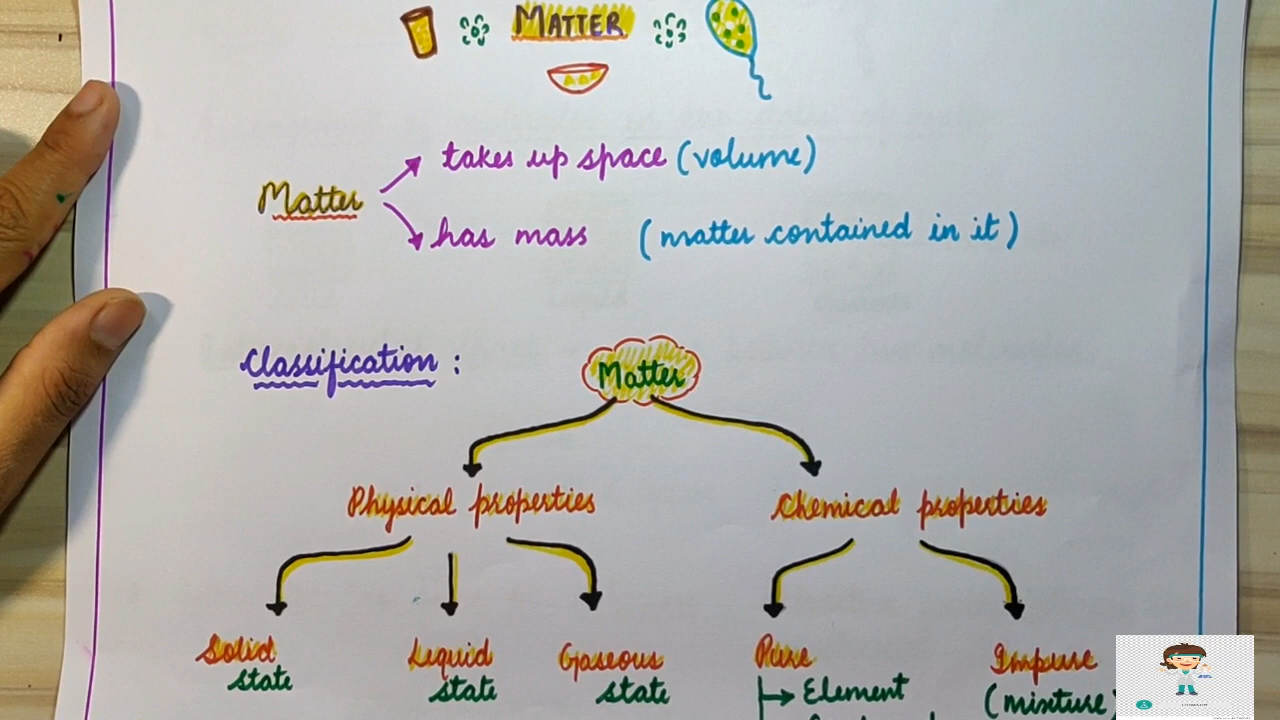 MATTER
takes up space (volume)
Matter
has mass (matter contained in it)
Classification :
Matter
Physical properties
Chemical properties
Solid state
Liquid state
Gaseous state
Pure
Element
Impure
(mixture)